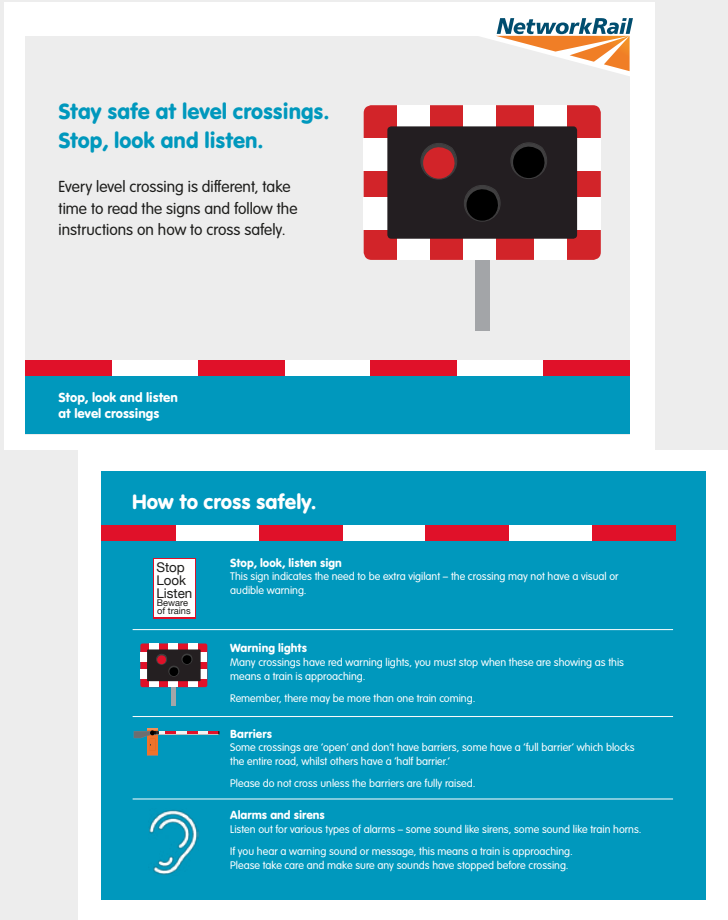 NetworkRail
Stay safe at level crossings.
Stop, look and listen.
Every level crossing is different, take
time to read the signs and follow the
instructions on how to cross safely.
Stop, look and listen
at level crossings
How to cross safely.
Stop
Look
Listen
Beware
of trains
Stop, look, listen sign
This sign indicates the need to be extra vigilant – the crossing may not have a visual or
audible warning.
Warning lights
Many crossings have red warning lights, you must stop when these are showing as this
means a train is approaching.
Remember, there may be more than one train coming.
Barriers
Some crossings are ‘open’ and don’t have barriers, some have a ‘full barrier’ which blocks
the entire road, whilst others have a ‘half barrier.’
Please do not cross unless the barriers are fully raised.
Alarms and sirens
Listen out for various types of alarms – some sound like sirens, some sound like train horns.
If you hear a warning sound or message, this means a train is approaching.
Please take care and make sure any sounds have stopped before crossing.